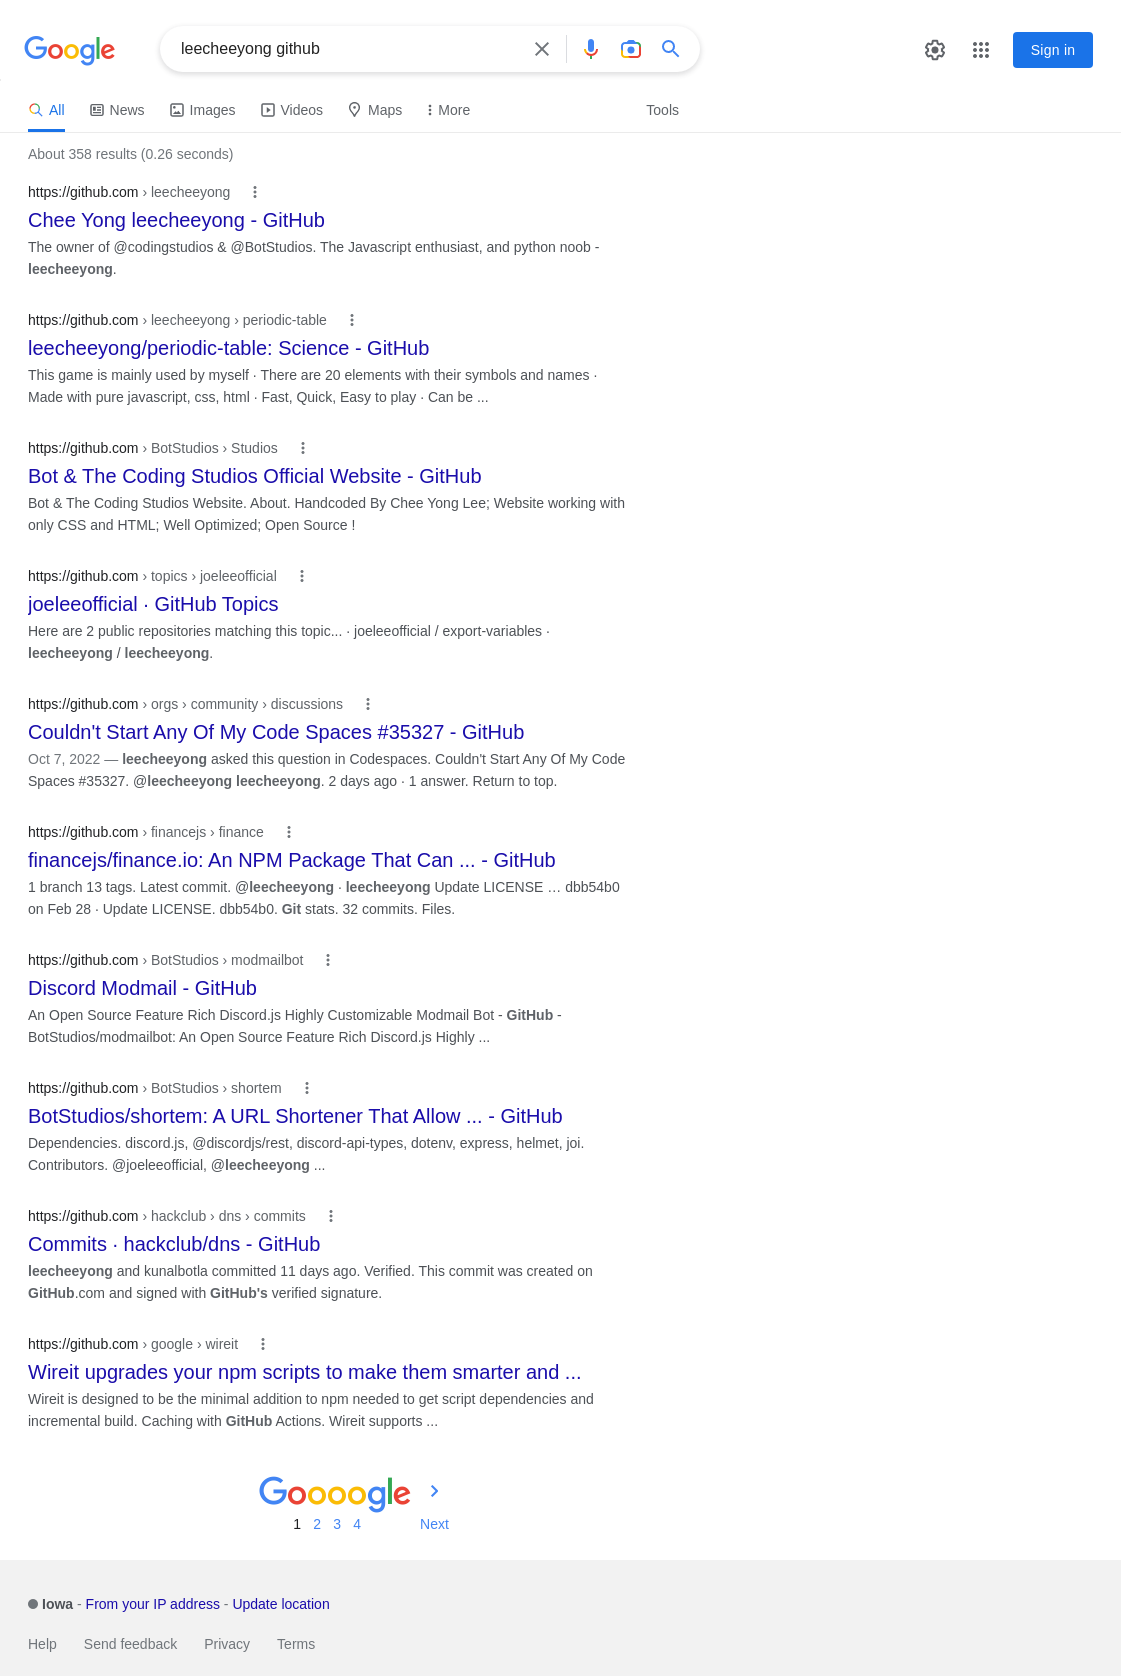 Google
leecheeyong github
Sign in
All News Images Videos Maps More Tools
About 358 results (0.26 seconds)
https://github.com › leecheeyong
Chee Yong leecheeyong - GitHub
The owner of @codingstudios & @BotStudios. The Javascript enthusiast, and python noob -
leecheeyong.
https://github.com › leecheeyong › periodic-table
leecheeyong/periodic-table: Science - GitHub
This game is mainly used by myself · There are 20 elements with their symbols and names ·
Made with pure javascript, css, html · Fast, Quick, Easy to play · Can be ...
https://github.com › BotStudios › Studios
Bot & The Coding Studios Official Website - GitHub
Bot & The Coding Studios Website. About. Handcoded By Chee Yong Lee; Website working with
only CSS and HTML; Well Optimized; Open Source !
https://github.com › topics › joeleeofficial
joeleeofficial · GitHub Topics
Here are 2 public repositories matching this topic... · joeleeofficial / export-variables ·
leecheeyong / leecheeyong.
https://github.com › orgs › community › discussions
Couldn't Start Any Of My Code Spaces #35327 - GitHub
Oct 7, 2022 — leecheeyong asked this question in Codespaces. Couldn't Start Any Of My Code
Spaces #35327. @leecheeyong leecheeyong. 2 days ago · 1 answer. Return to top.
https://github.com › financejs › finance
financejs/finance.io: An NPM Package That Can ... - GitHub
1 branch 13 tags. Latest commit. @leecheeyong · leecheeyong Update LICENSE … dbb54b0
on Feb 28 · Update LICENSE. dbb54b0. Git stats. 32 commits. Files.
https://github.com › BotStudios › modmailbot
Discord Modmail - GitHub
An Open Source Feature Rich Discord.js Highly Customizable Modmail Bot - GitHub -
BotStudios/modmailbot: An Open Source Feature Rich Discord.js Highly ...
https://github.com › BotStudios › shortem
BotStudios/shortem: A URL Shortener That Allow ... - GitHub
Dependencies. discord.js, @discordjs/rest, discord-api-types, dotenv, express, helmet, joi.
Contributors. @joeleeofficial, @leecheeyong ...
https://github.com › hackclub › dns › commits
Commits · hackclub/dns - GitHub
leecheeyong and kunalbotla committed 11 days ago. Verified. This commit was created on
GitHub.com and signed with GitHub's verified signature.
https://github.com › google › wireit
Wireit upgrades your npm scripts to make them smarter and ...
Wireit is designed to be the minimal addition to npm needed to get script dependencies and
incremental build. Caching with GitHub Actions. Wireit supports ...
Goooogle
1 2 3 4 Next
Iowa - From your IP address - Update location
Help Send feedback Privacy Terms